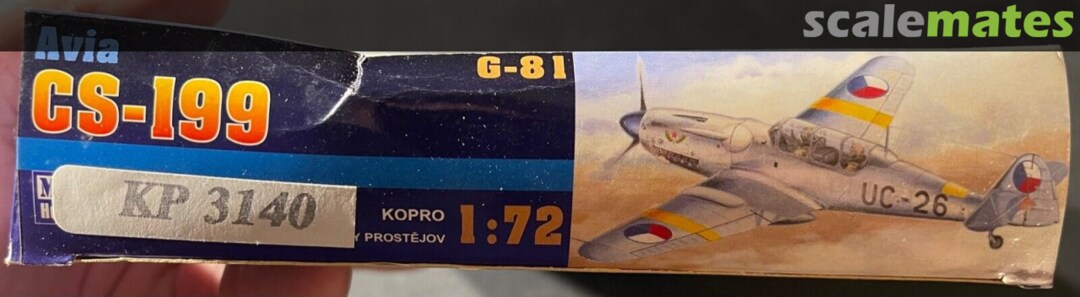 scalemates
Avia
G-81
CS-199
KP 3140
KOPRO
1:72
Y PROSTĚJOV
UC-26